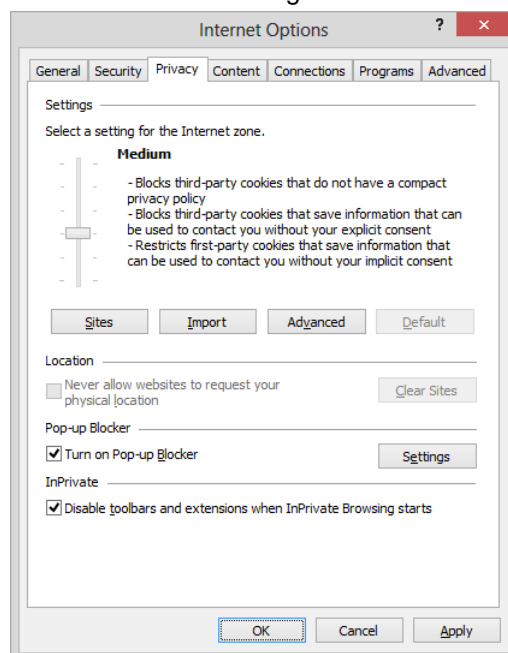 Internet Options
? ×
General Security Privacy Content Connections Programs Advanced
Settings
Select a setting for the Internet zone.
Medium
- Blocks third-party cookies that do not have a compact
privacy policy
- Blocks third-party cookies that save information that can
be used to contact you without your explicit consent
- Restricts first-party cookies that save information that
can be used to contact you without your implicit consent
Sites Import Advanced Default
Location
Never allow websites to request your
physical location
Clear Sites
Pop-up Blocker
Turn on Pop-up Blocker
Settings
InPrivate
Disable toolbars and extensions when InPrivate Browsing starts
OK Cancel Apply